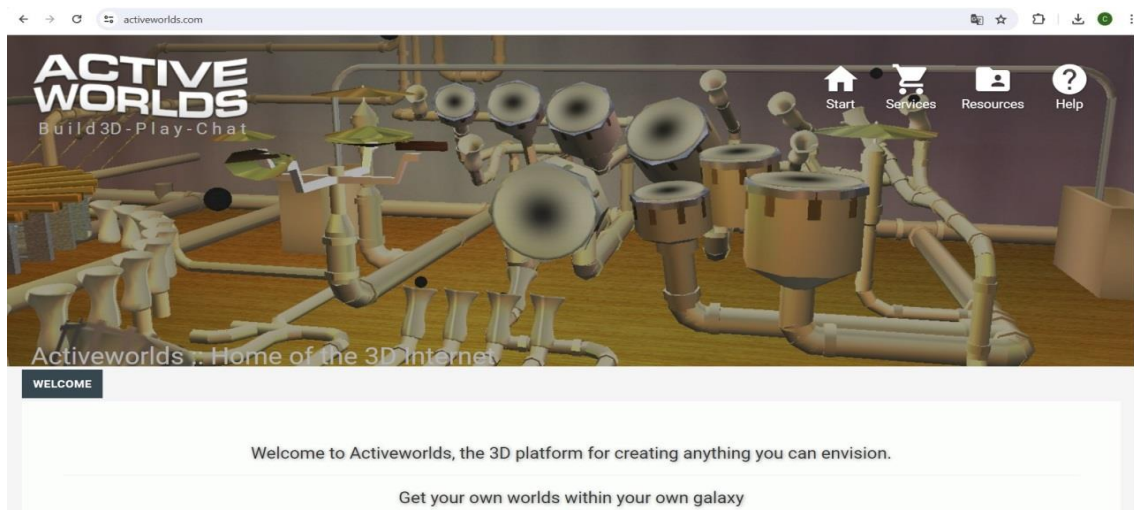 activeworlds.com
C
ACTIVE
WORLDS
Build3D-Play-Chat
Start Services Resources Help
Activeworlds :: Home of the 3D Internet
WELCOME
Welcome to Activeworlds, the 3D platform for creating anything you can envision.
Get your own worlds within your own galaxy